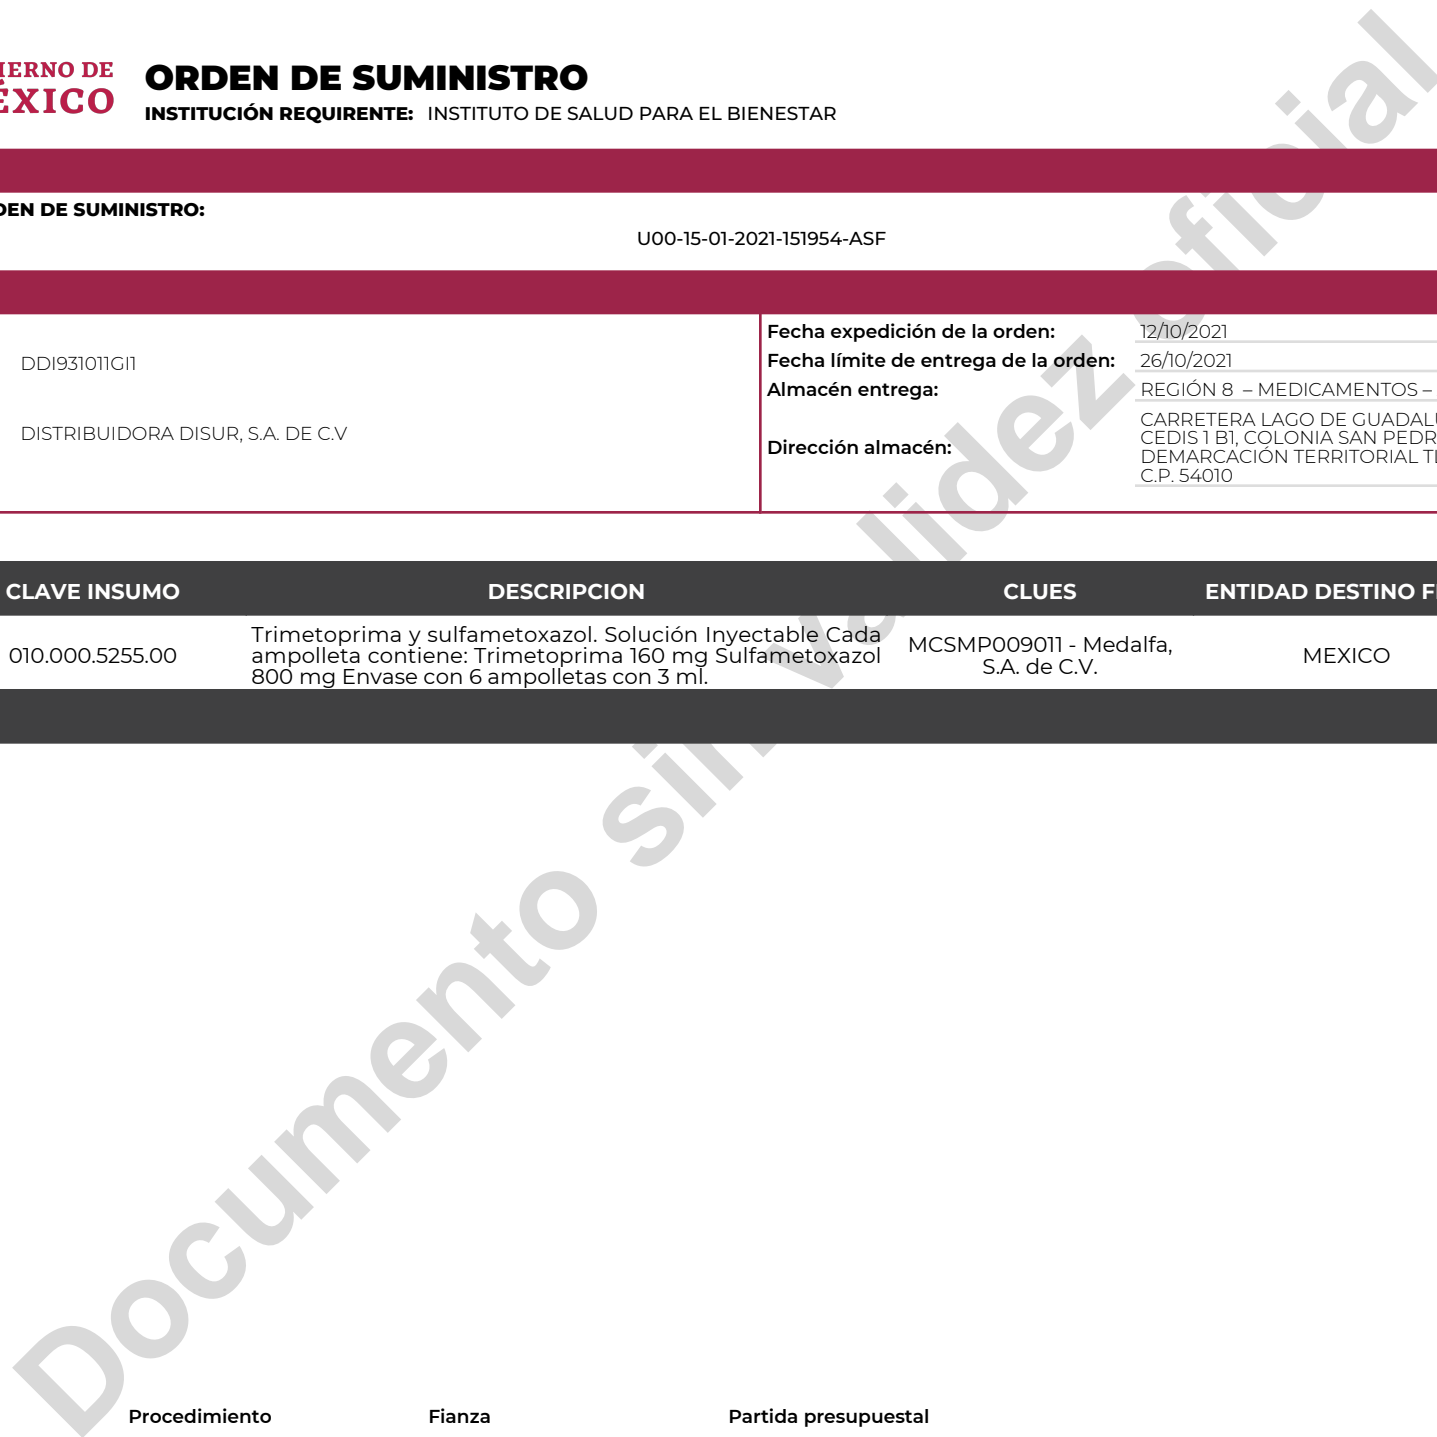 IERNO DE
ÉXICO
ORDEN DE SUMINISTRO
INSTITUCIÓN REQUIRENTE: INSTITUTO DE SALUD PARA EL BIENESTAR
DEN DE SUMINISTRO:
U00-15-01-2021-151954-ASF
DDI931011GI1
DISTRIBUIDORA DISUR, S.A. DE C.V
Fecha expedición de la orden: 12/10/2021
Fecha límite de entrega de la orden: 26/10/2021
Almacén entrega: REGIÓN 8 – MEDICAMENTOS –
Dirección almacén:
CARRETERA LAGO DE GUADALU
CEDIS 1 B1, COLONIA SAN PEDR
DEMARCACIÓN TERRITORIAL TL
C.P. 54010
CLAVE INSUMO DESCRIPCION CLUES ENTIDAD DESTINO FI
010.000.5255.00
Trimetoprima y sulfametoxazol. Solución Inyectable Cada
ampolleta contiene: Trimetoprima 160 mg Sulfametoxazol
800 mg Envase con 6 ampolletas con 3 ml.
MCSMP009011 - Medalfa,
S.A. de C.V.
MEXICO
Documento sin validez oficial
Procedimiento Fianza Partida presupuestal